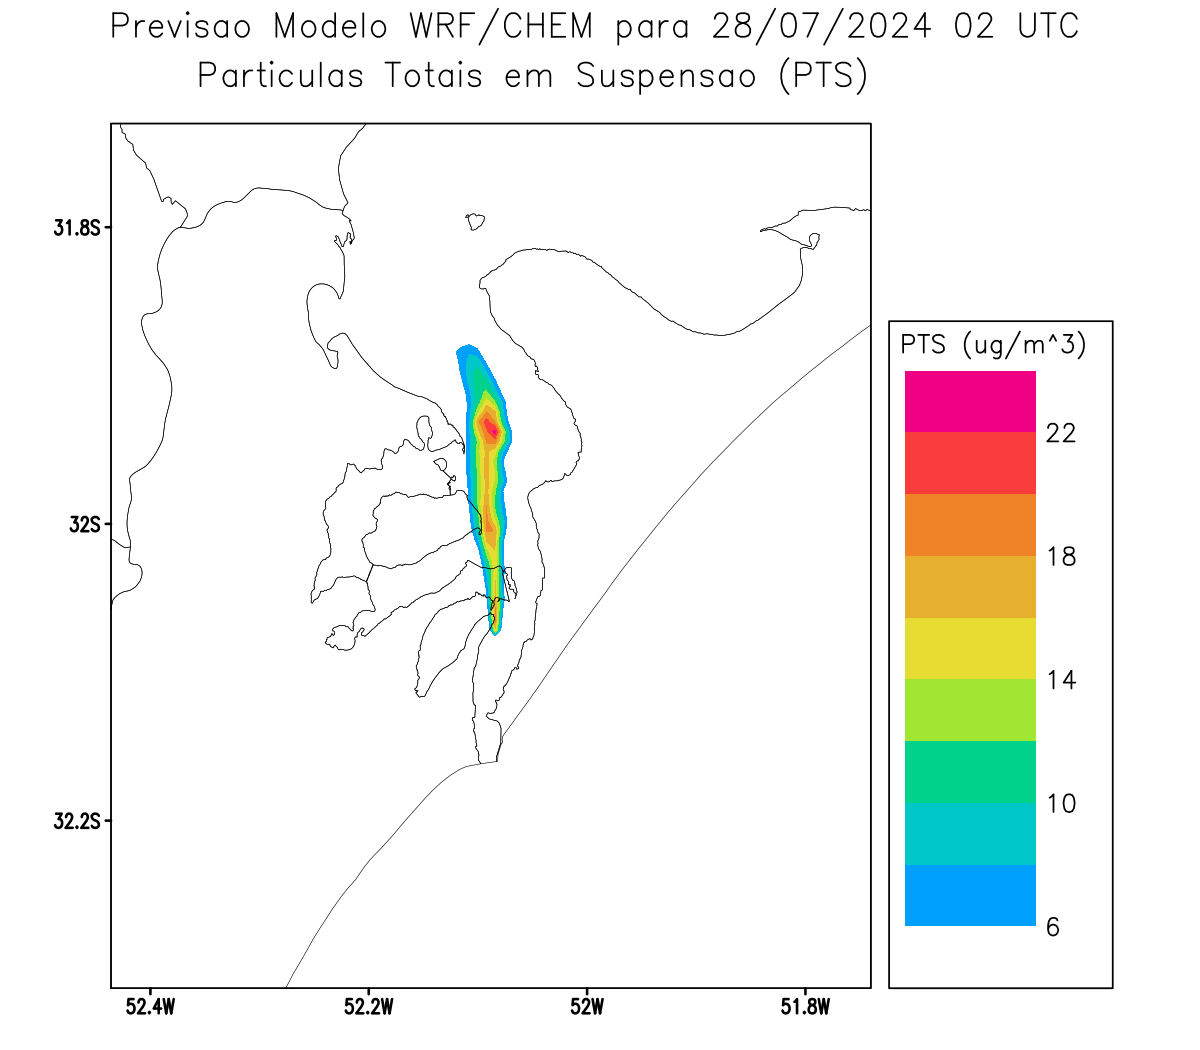 Previsao Modelo WRF/CHEM para 28/07/2024 02 UTC
Particulas Totais em Suspensao (PTS)
31.8S
32S
32.2S
52.4W
52.2W
52W
51.8W
PTS (ug/m^3)
22
18
14
10
6